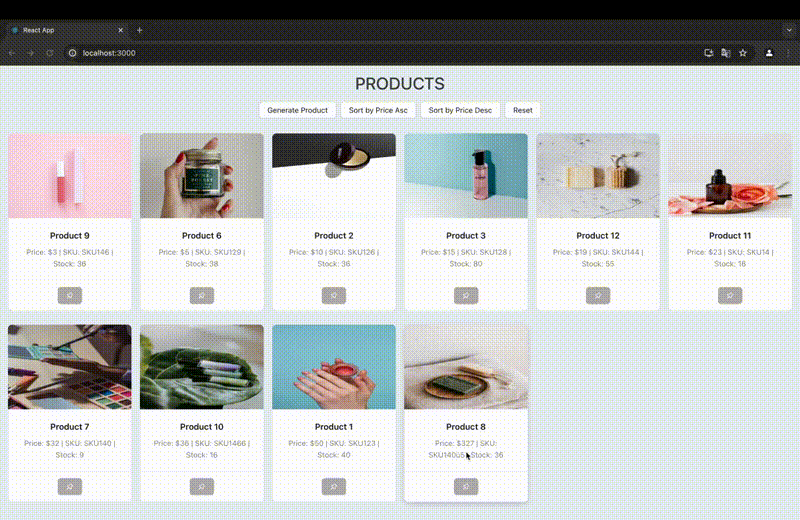 React App
localhost:3000
PRODUCTS
Generate Product
Sort by Price Asc
Sort by Price Desc
Reset
Product 9
Price: $3 | SKU: SKU146 |
Stock: 36
Product 6
Price: $5 | SKU: SKU129 |
Stock: 38
Product 2
Price: $10 | SKU: SKU126 |
Stock: 36
Product 3
Price: $15 | SKU: SKU128 |
Stock: 80
Product 12
Price: $19 | SKU: SKU144 |
Stock: 55
Product 11
Price: $23 | SKU: SKU14 |
Stock: 16
Product 7
Price: $32 | SKU: SKU140 |
Stock: 9
Product 10
Price: $36 | SKU: SKU1466 |
Stock: 16
Product 1
Price: $50 | SKU: SKU123 |
Stock: 40
Product 8
Price: $327 | SKU:
Stock: 36